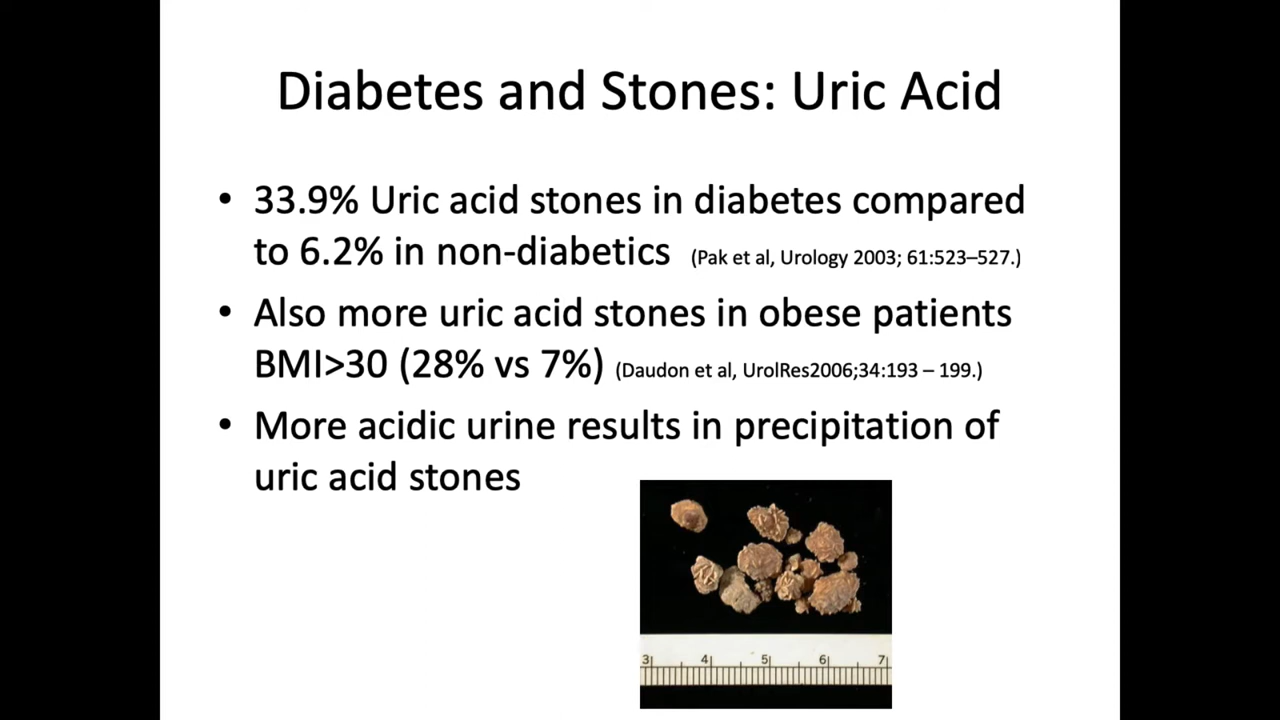 Diabetes and Stones: Uric Acid
• 33.9% Uric acid stones in diabetes compared
to 6.2% in non-diabetics (Pak et al, Urology 2003; 61:523–527.)
• Also more uric acid stones in obese patients
BMI>30 (28% vs 7%) (Daudon et al, UrolRes2006;34:193 – 199.)
• More acidic urine results in precipitation of
uric acid stones
3 4 5 6 7